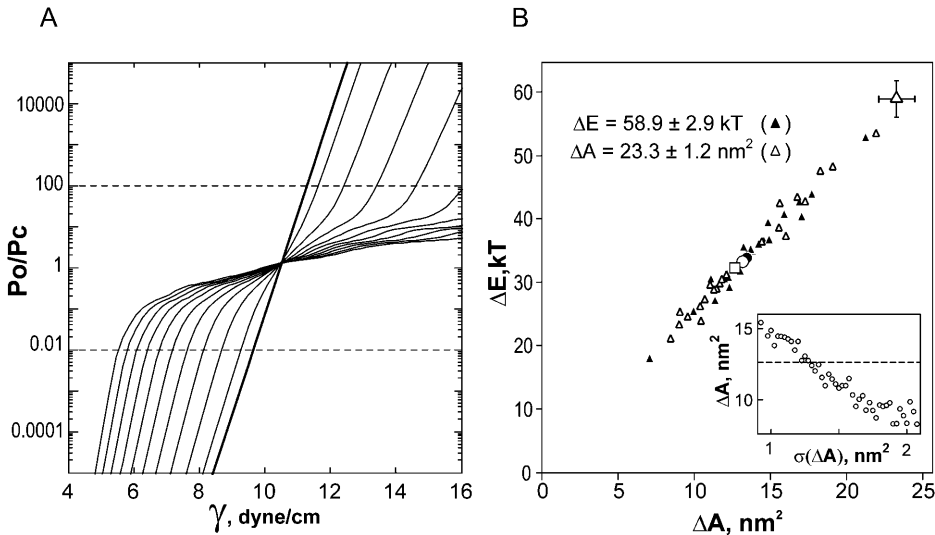 A
B
10000
100
1
0.01
0.0001
Po/Pc
4
6
8
10
12
14
16
γ, dyne/cm
ΔE = 58.9 ± 2.9 kT (▲)
ΔA = 23.3 ± 1.2 nm² (△)
60
50
40
30
20
10
0
ΔE,kT
0
5
10
15
20
25
ΔA, nm²
15
10
ΔA, nm²
1
2
σ(ΔA), nm²